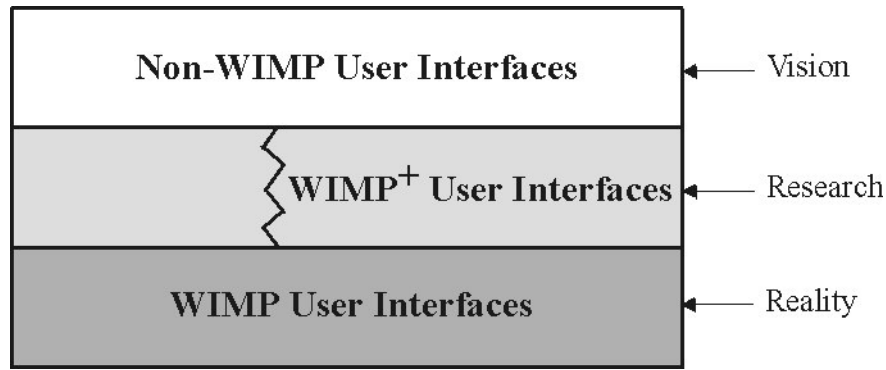 Non-WIMP User Interfaces
Vision
WIMP+ User Interfaces
Research
WIMP User Interfaces
Reality